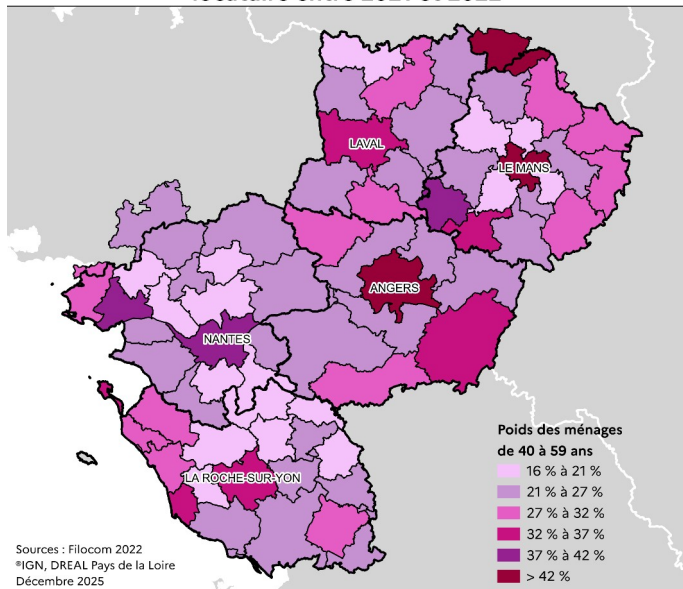 LAVAL
LE MANS
ANGERS
NANTES
LA ROCHE-SUR-YON
Poids des ménages
de 40 à 59 ans
16 % à 21 %
21 % à 27 %
27 % à 32 %
32 % à 37 %
37 % à 42 %
> 42 %
Sources : Filocom 2022
®IGN, DREAL Pays de la Loire
Décembre 2025